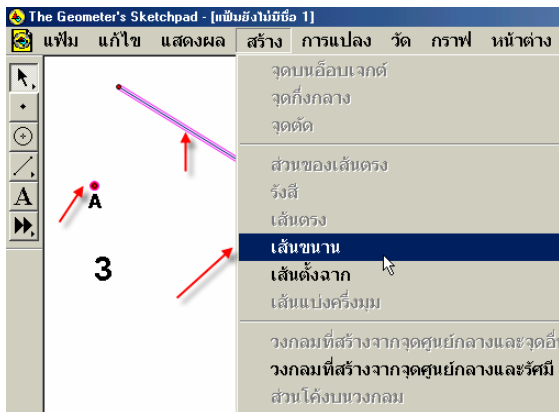 The Geometer's Sketchpad - [แฟ้มยังไม่มีชื่อ 1]
แฟ้ม แก้ไข แสดงผล สร้าง การแปลง วัด กราฟ หน้าต่าง
จุดบนอ็อบเจกต์
จุดกึ่งกลาง
จุดตัด
ส่วนของเส้นตรง
รังสี
เส้นตรง
เส้นขนาน
เส้นตั้งฉาก
เส้นแบ่งครึ่งมุม
วงกลมที่สร้างจากจุดศูนย์กลางและจุดอื่น
วงกลมที่สร้างจากจุดศูนย์กลางและรัศมี
ส่วนโค้งบนวงกลม
A
A
3